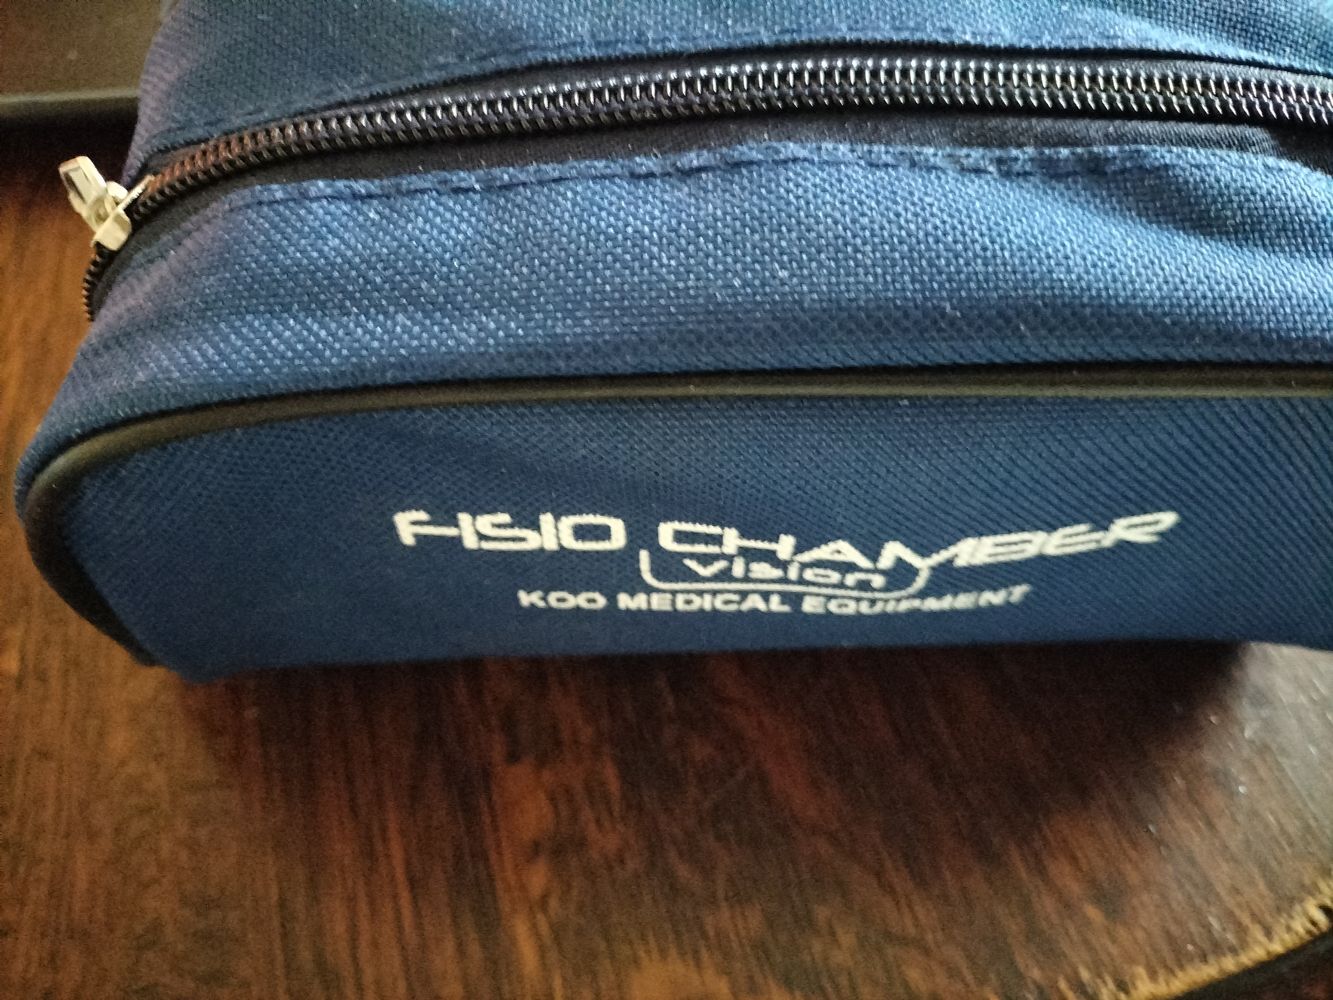 FISIO CHAMBER
vision
KOO MEDICAL EQUIPMENT